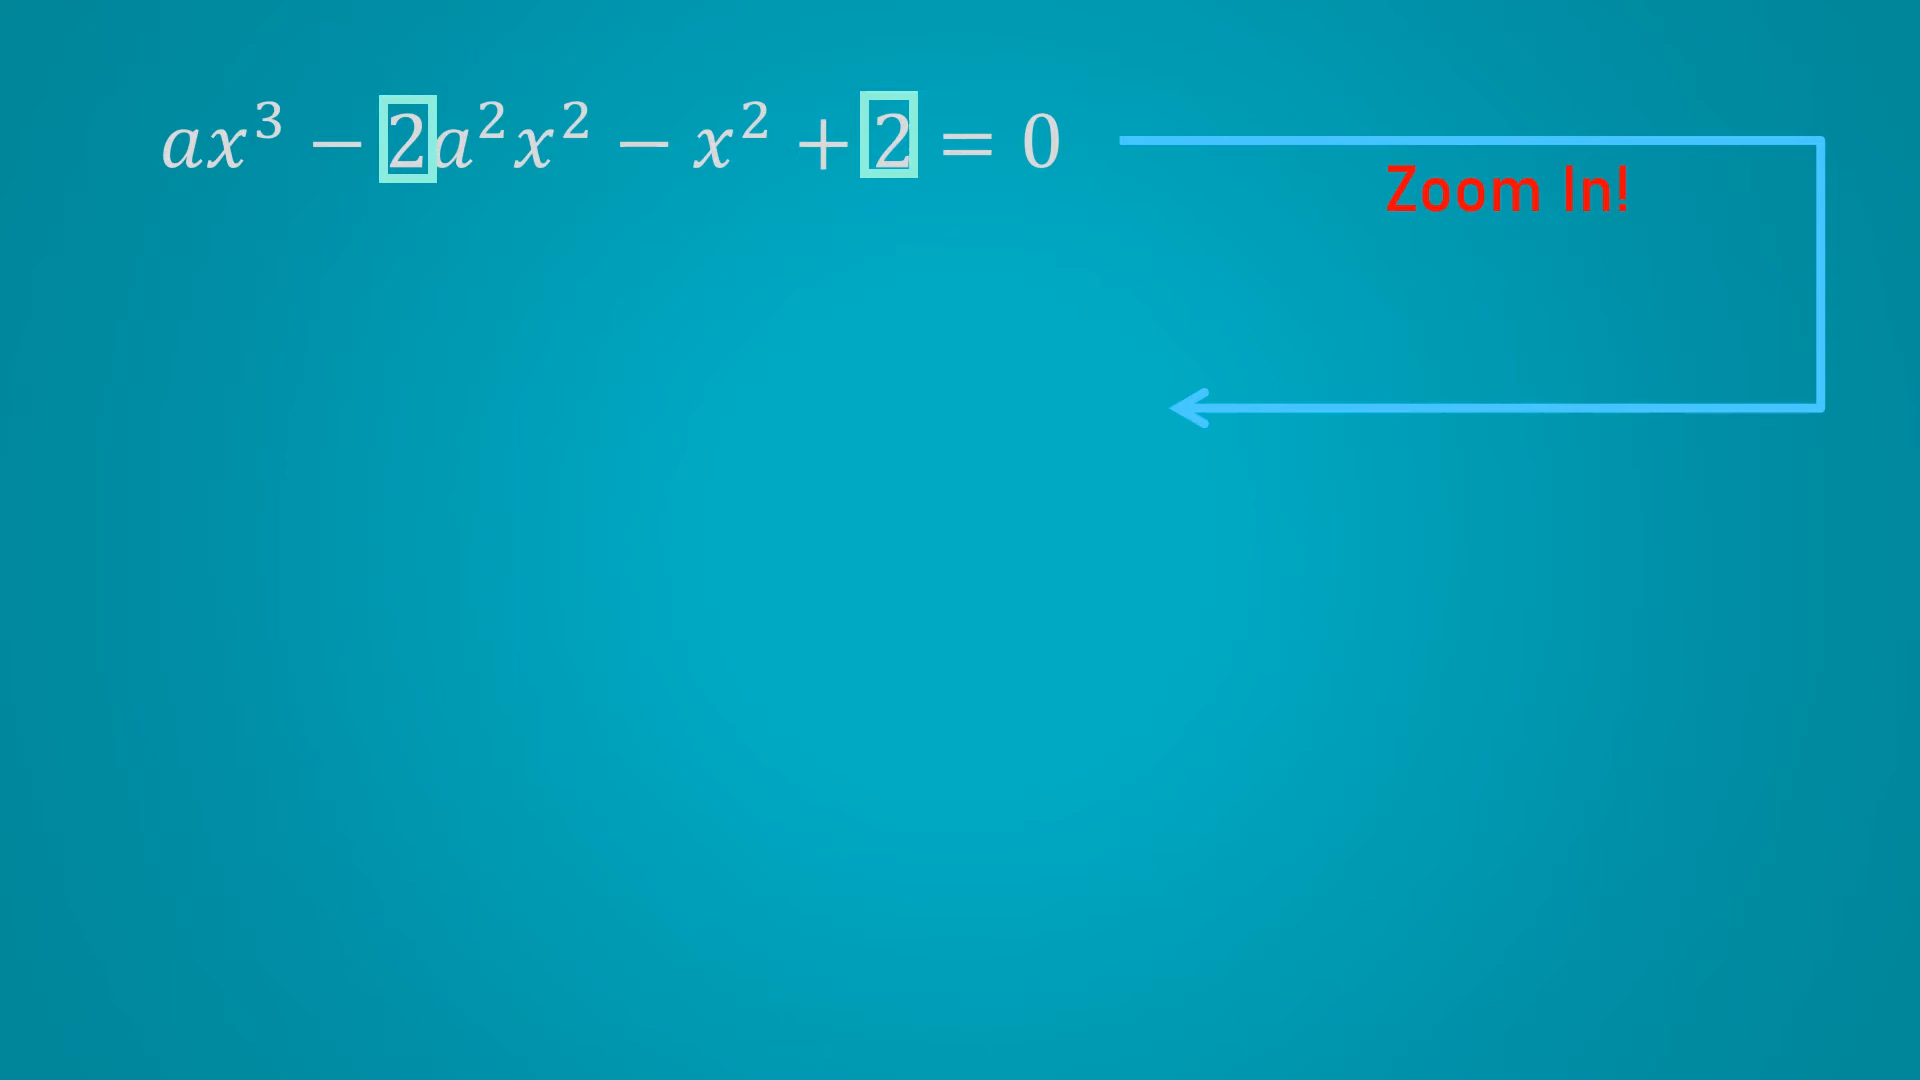 ax³ − 2a²x² − x² + 2 = 0
Zoom In!